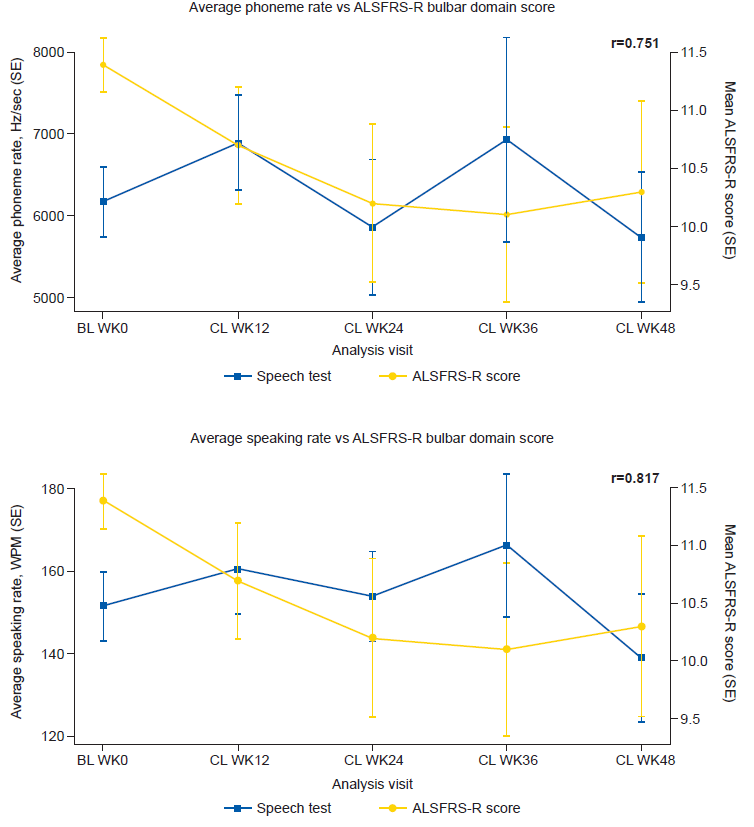 Average phoneme rate vs ALSFRS-R bulbar domain score
r=0.751
Average phoneme rate, Hz/sec (SE)
8000
7000
6000
5000
11.5
11.0
10.5
10.0
9.5
Mean ALSFRS-R score (SE)
BL WK0 CL WK12 CL WK24 CL WK36 CL WK48
Analysis visit
Speech test ALSFRS-R score
Average speaking rate vs ALSFRS-R bulbar domain score
r=0.817
Average speaking rate, WPM (SE)
180
160
140
120
11.5
11.0
10.5
10.0
9.5
Mean ALSFRS-R score (SE)
BL WK0 CL WK12 CL WK24 CL WK36 CL WK48
Analysis visit
Speech test ALSFRS-R score